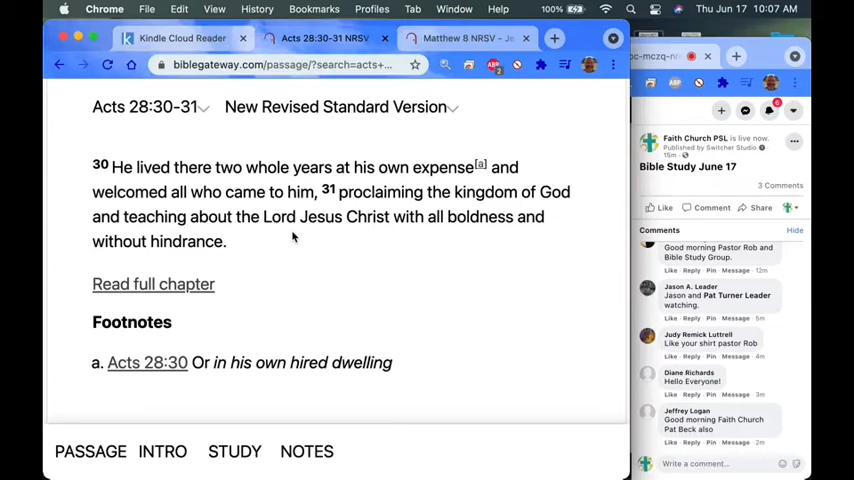 Chrome File Edit View History Bookmarks Profiles Tab Window Help 100% Thu Jun 17 10:07 AM
Kindle Cloud Reader × Acts 28:30-31 NRSV × Matthew 8 NRSV - Je ×
biblegateway.com/passage/?search=acts+...
Acts 28:30-31 New Revised Standard Version
30 He lived there two whole years at his own expense[a] and
welcomed all who came to him, 31 proclaiming the kingdom of God
and teaching about the Lord Jesus Christ with all boldness and
without hindrance.
Read full chapter
Footnotes
a. Acts 28:30 Or in his own hired dwelling
PASSAGE INTRO STUDY NOTES
ABP
2
6
Faith Church PSL is live now.
Published by Switcher Studio
15m
Bible Study June 17
3 Comments
Like Comment Share
Comments Hide
Good morning Pastor Rob and
Bible Study Group.
Like · Reply · Pin · Message · 12m
Jason A. Leader
Jason and Pat Turner Leader
watching.
Like · Reply · Pin · Message · 5m
Judy Remick Luttrell
Like your shirt pastor Rob
Like · Reply · Pin · Message · 4m
Diane Richards
Hello Everyone!
Like · Reply · Pin · Message · 3m
Jeffrey Logan
Good morning Faith Church
Pat Beck also
Like · Reply · Pin · Message · 2m
Write a comment...